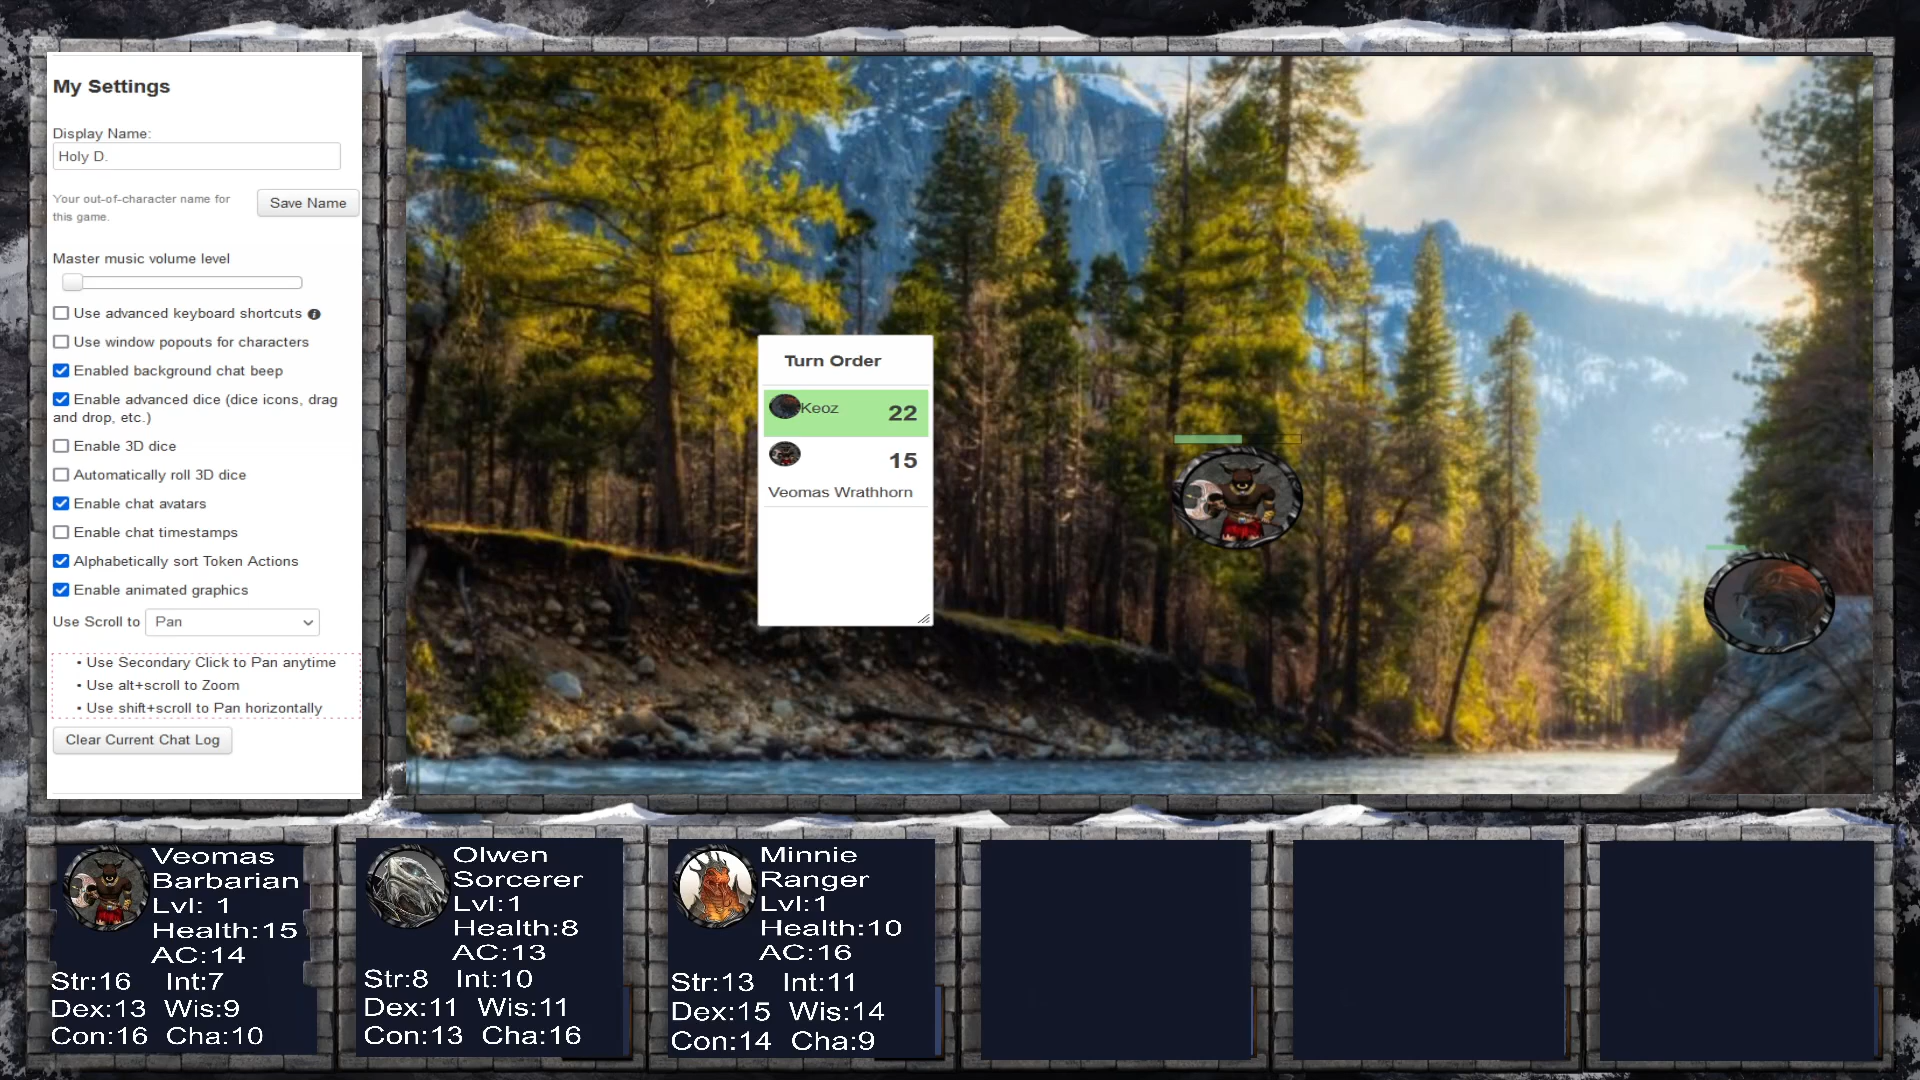 My Settings
Display Name:
Holy D.
Your out-of-character name for
this game.
Save Name
Master music volume level
Use advanced keyboard shortcuts
Use window popouts for characters
Enabled background chat beep
Enable advanced dice (dice icons, drag
and drop, etc.)
Enable 3D dice
Automatically roll 3D dice
Enable chat avatars
Enable chat timestamps
Alphabetically sort Token Actions
Enable animated graphics
Use Scroll to Pan
• Use Secondary Click to Pan anytime
• Use alt+scroll to Zoom
• Use shift+scroll to Pan horizontally
Clear Current Chat Log
Turn Order
Keoz 22
15
Veomas Wrathhorn
Veomas
Barbarian
Lvl: 1
Health:15
AC:14
Str:16 Int:7
Dex:13 Wis:9
Con:16 Cha:10
Olwen
Sorcerer
Lvl:1
Health:8
AC:13
Str:8 Int:10
Dex:11 Wis:11
Con:13 Cha:16
Minnie
Ranger
Lvl:1
Health:10
AC:16
Str:13 Int:11
Dex:15 Wis:14
Con:14 Cha:9